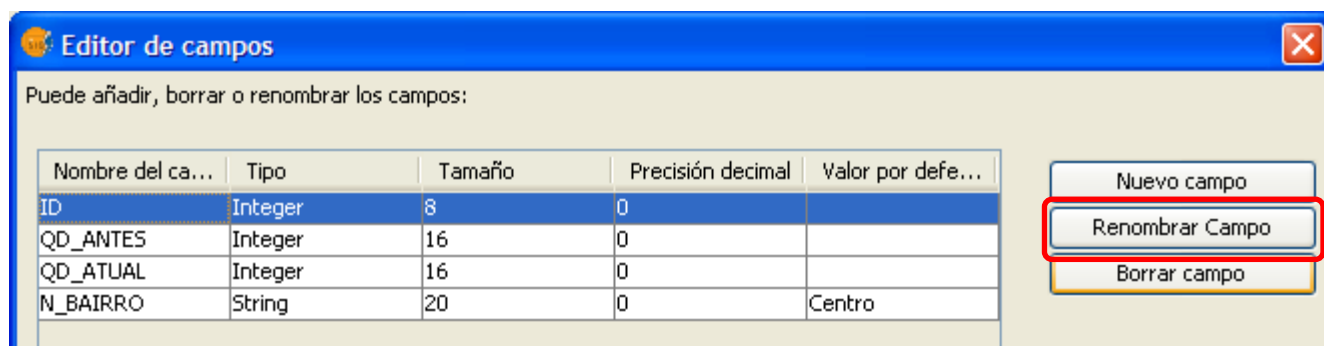 Editor de campos
Puede añadir, borrar o renombrar los campos:
Nombre del ca... Tipo Tamaño Precisión decimal Valor por defe...
ID Integer 8 0
QD_ANTES Integer 16 0
QD_ATUAL Integer 16 0
N_BAIRRO String 20 0 Centro
Nuevo campo
Renombrar Campo
Borrar campo